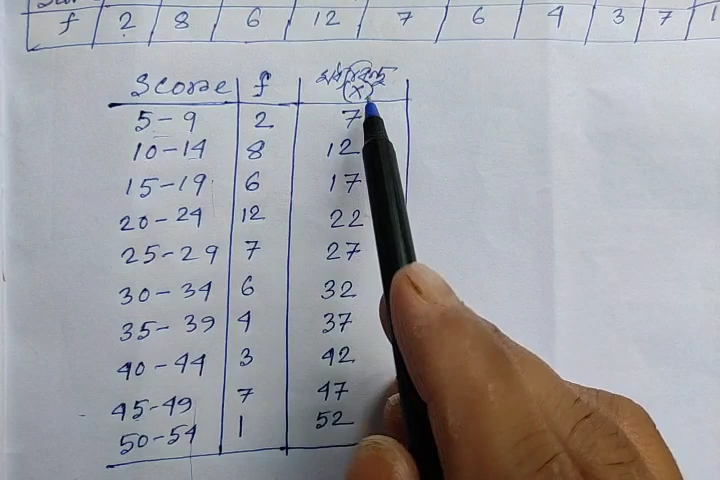 f 2 8 6 12 7 6 4 3 7 1
Score f (x)
5-9 2 7
10-14 8 12
15-19 6 17
20-24 12 22
25-29 7 27
30-34 6 32
35-39 4 37
40-44 3 42
45-49 7 47
50-54 1 52